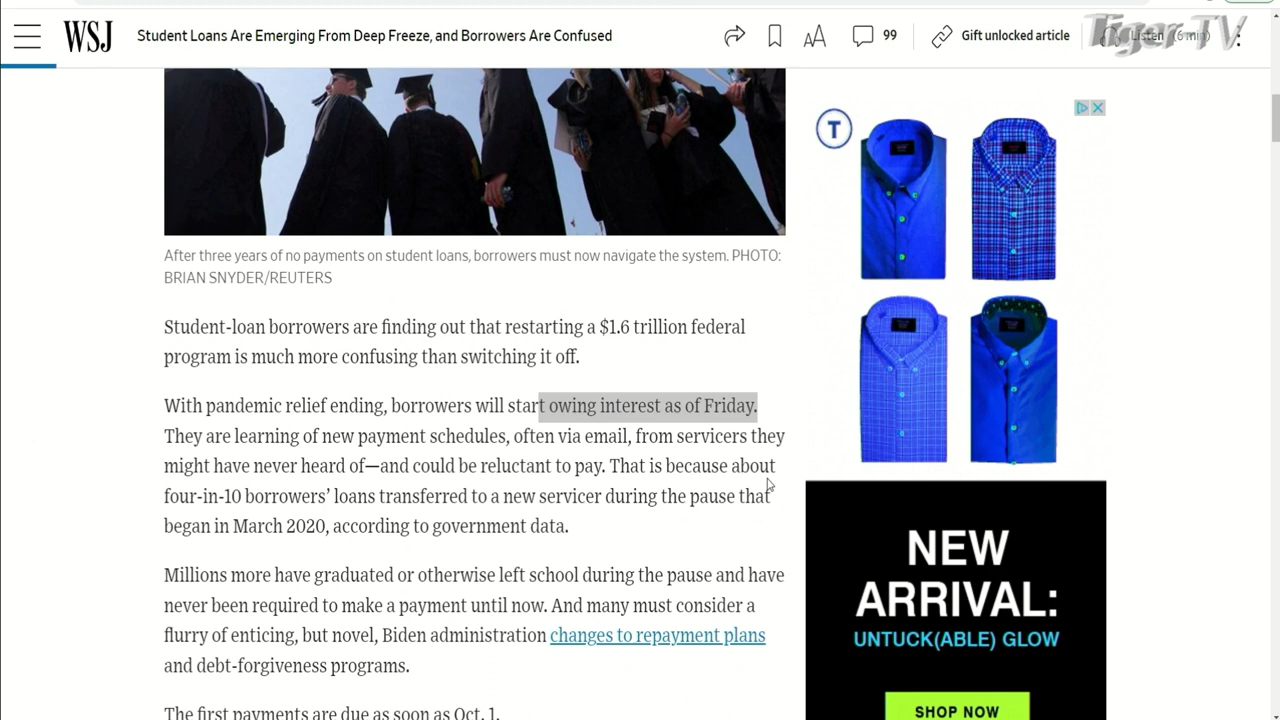 WSJ
Student Loans Are Emerging From Deep Freeze, and Borrowers Are Confused
99
Gift unlocked article
Listen (6 min)
Tiger TV
After three years of no payments on student loans, borrowers must now navigate the system. PHOTO:
BRIAN SNYDER/REUTERS
Student-loan borrowers are finding out that restarting a $1.6 trillion federal
program is much more confusing than switching it off.
With pandemic relief ending, borrowers will start owing interest as of Friday.
They are learning of new payment schedules, often via email, from servicers they
might have never heard of—and could be reluctant to pay. That is because about
four-in-10 borrowers’ loans transferred to a new servicer during the pause that
began in March 2020, according to government data.
Millions more have graduated or otherwise left school during the pause and have
never been required to make a payment until now. And many must consider a
flurry of enticing, but novel, Biden administration changes to repayment plans
and debt-forgiveness programs.
The first payments are due as soon as Oct. 1.
T
NEW
ARRIVAL:
UNTUCK(ABLE) GLOW
SHOP NOW